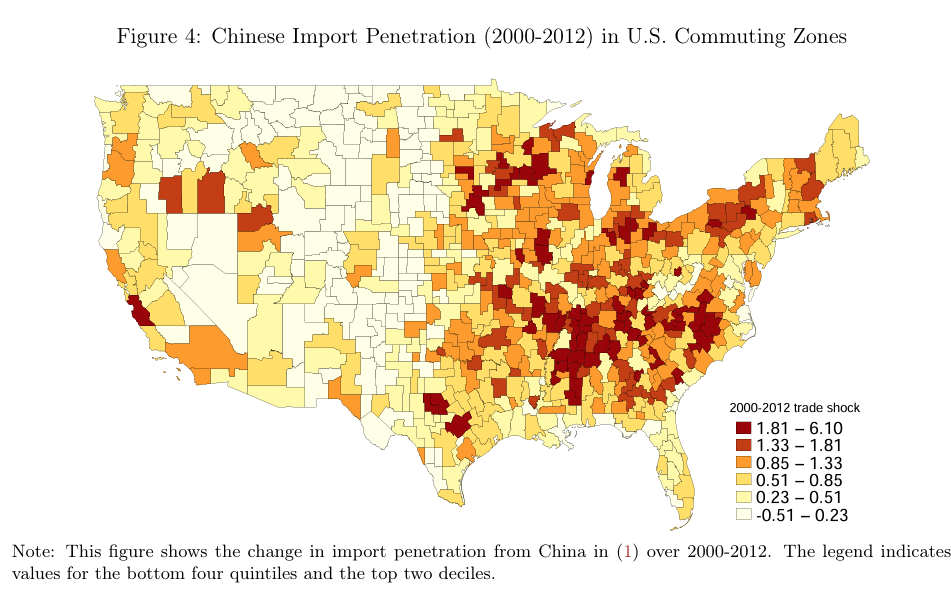 Figure 4: Chinese Import Penetration (2000-2012) in U.S. Commuting Zones
2000-2012 trade shock
1.81 – 6.10
1.33 – 1.81
0.85 – 1.33
0.51 – 0.85
0.23 – 0.51
-0.51 – 0.23
Note: This figure shows the change in import penetration from China in (1) over 2000-2012. The legend indicates
values for the bottom four quintiles and the top two deciles.